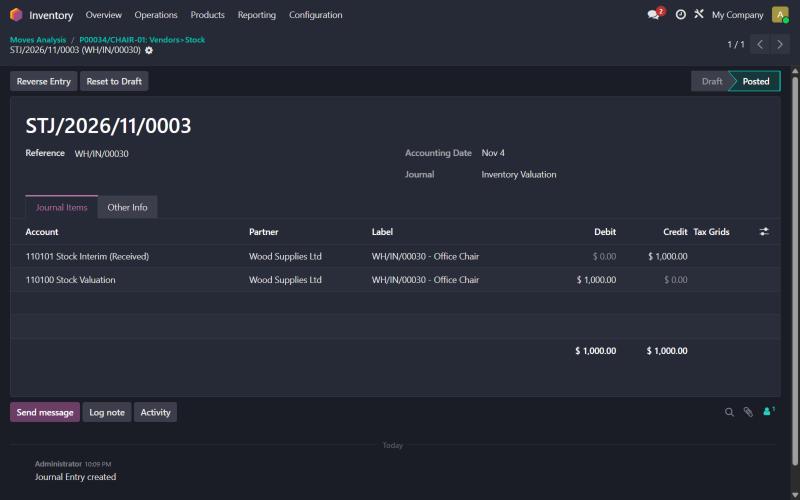 Inventory Overview Operations Products Reporting Configuration 2 My Company A
Moves Analysis / P00034/CHAIR-01: Vendors>Stock
STJ/2026/11/0003 (WH/IN/00030)
1 / 1
Reverse Entry Reset to Draft Draft Posted
STJ/2026/11/0003
Reference WH/IN/00030 Accounting Date Nov 4
Journal Inventory Valuation
Journal Items Other Info
Account Partner Label Debit Credit Tax Grids
110101 Stock Interim (Received) Wood Supplies Ltd WH/IN/00030 - Office Chair $ 0.00 $ 1,000.00
110100 Stock Valuation Wood Supplies Ltd WH/IN/00030 - Office Chair $ 1,000.00 $ 0.00
$ 1,000.00 $ 1,000.00
Send message Log note Activity 1
Today
Administrator 10:09 PM
Journal Entry created